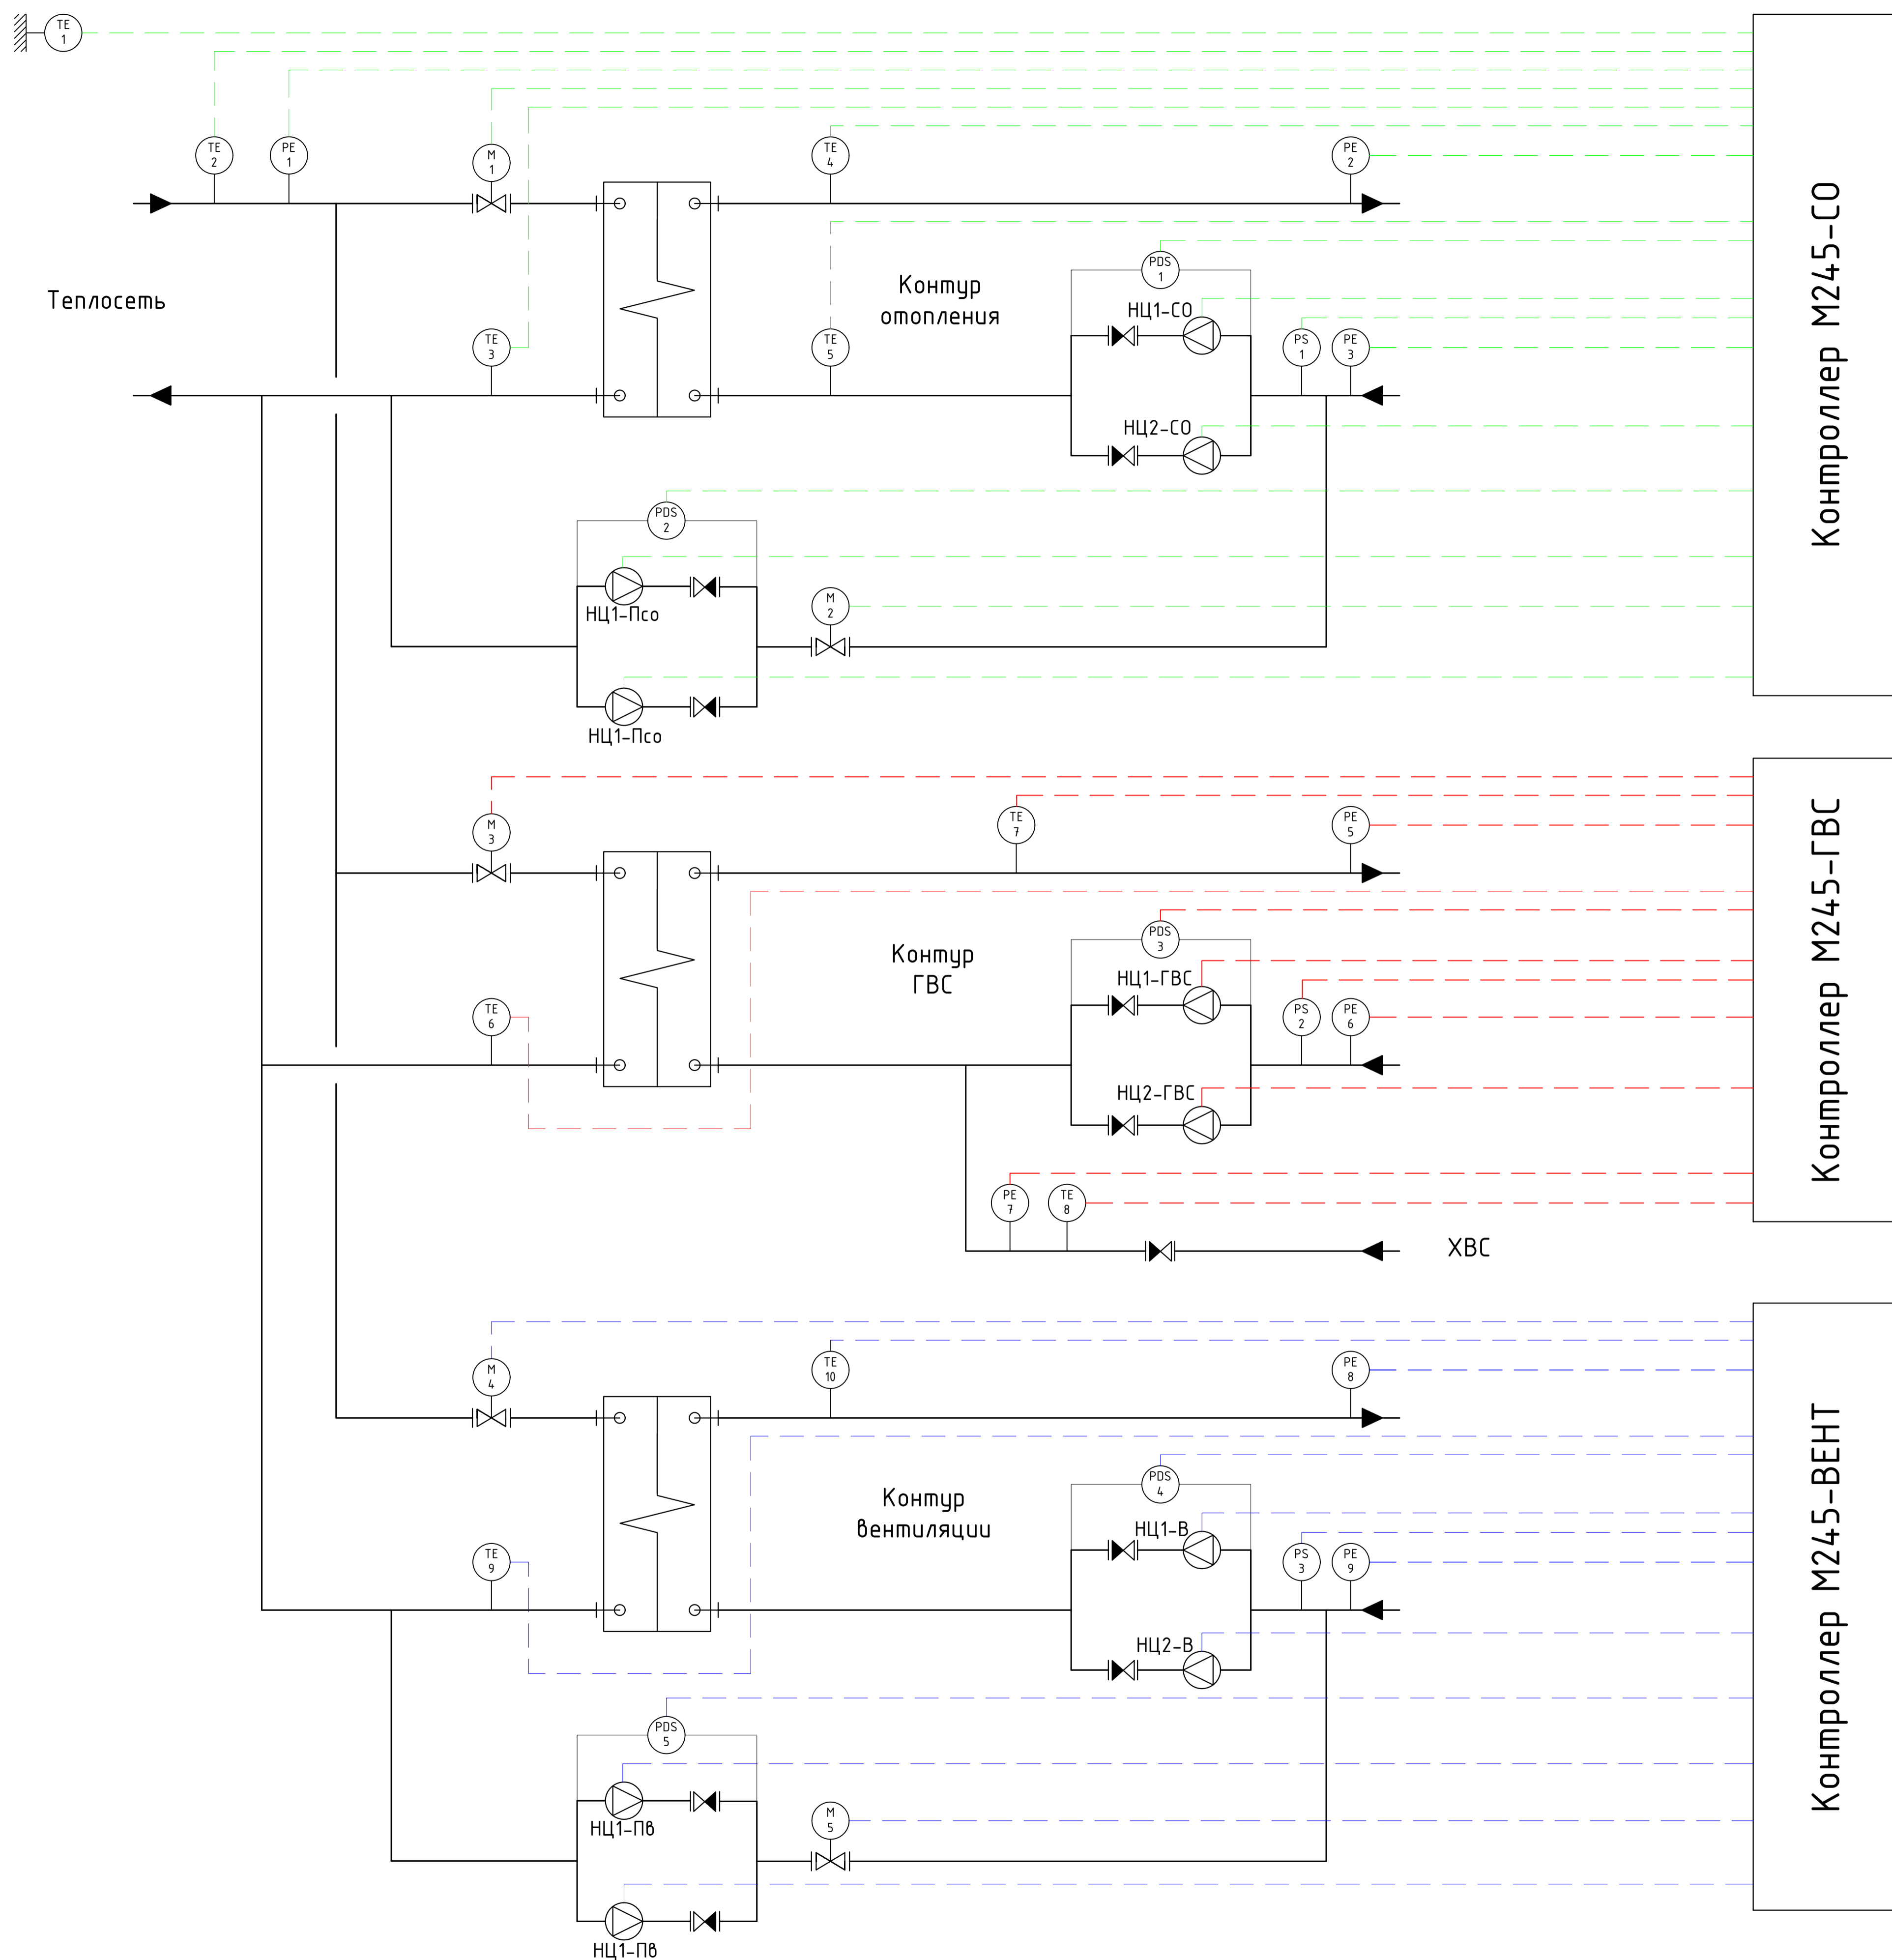 TE
1
TE
2
PE
1
M
1
TE
4
PE
2
Теплосеть
Контур
отопления
PDS
1
НЦ1-СО
TE
3
TE
5
PS
1
PE
3
НЦ2-СО
Контроллер М245-СО
PDS
2
НЦ1-Псо
M
2
НЦ1-Псо
M
3
TE
7
PE
5
Контур
ГВС
PDS
3
НЦ1-ГВС
TE
6
PS
2
PE
6
НЦ2-ГВС
PE
7
TE
8
ХВС
Контроллер М245-ГВС
M
4
TE
10
PE
8
Контур
вентиляции
PDS
4
НЦ1-В
TE
9
PS
3
PE
9
НЦ2-В
PDS
5
НЦ1-Пв
M
5
НЦ1-Пв
Контроллер М245-ВЕНТ